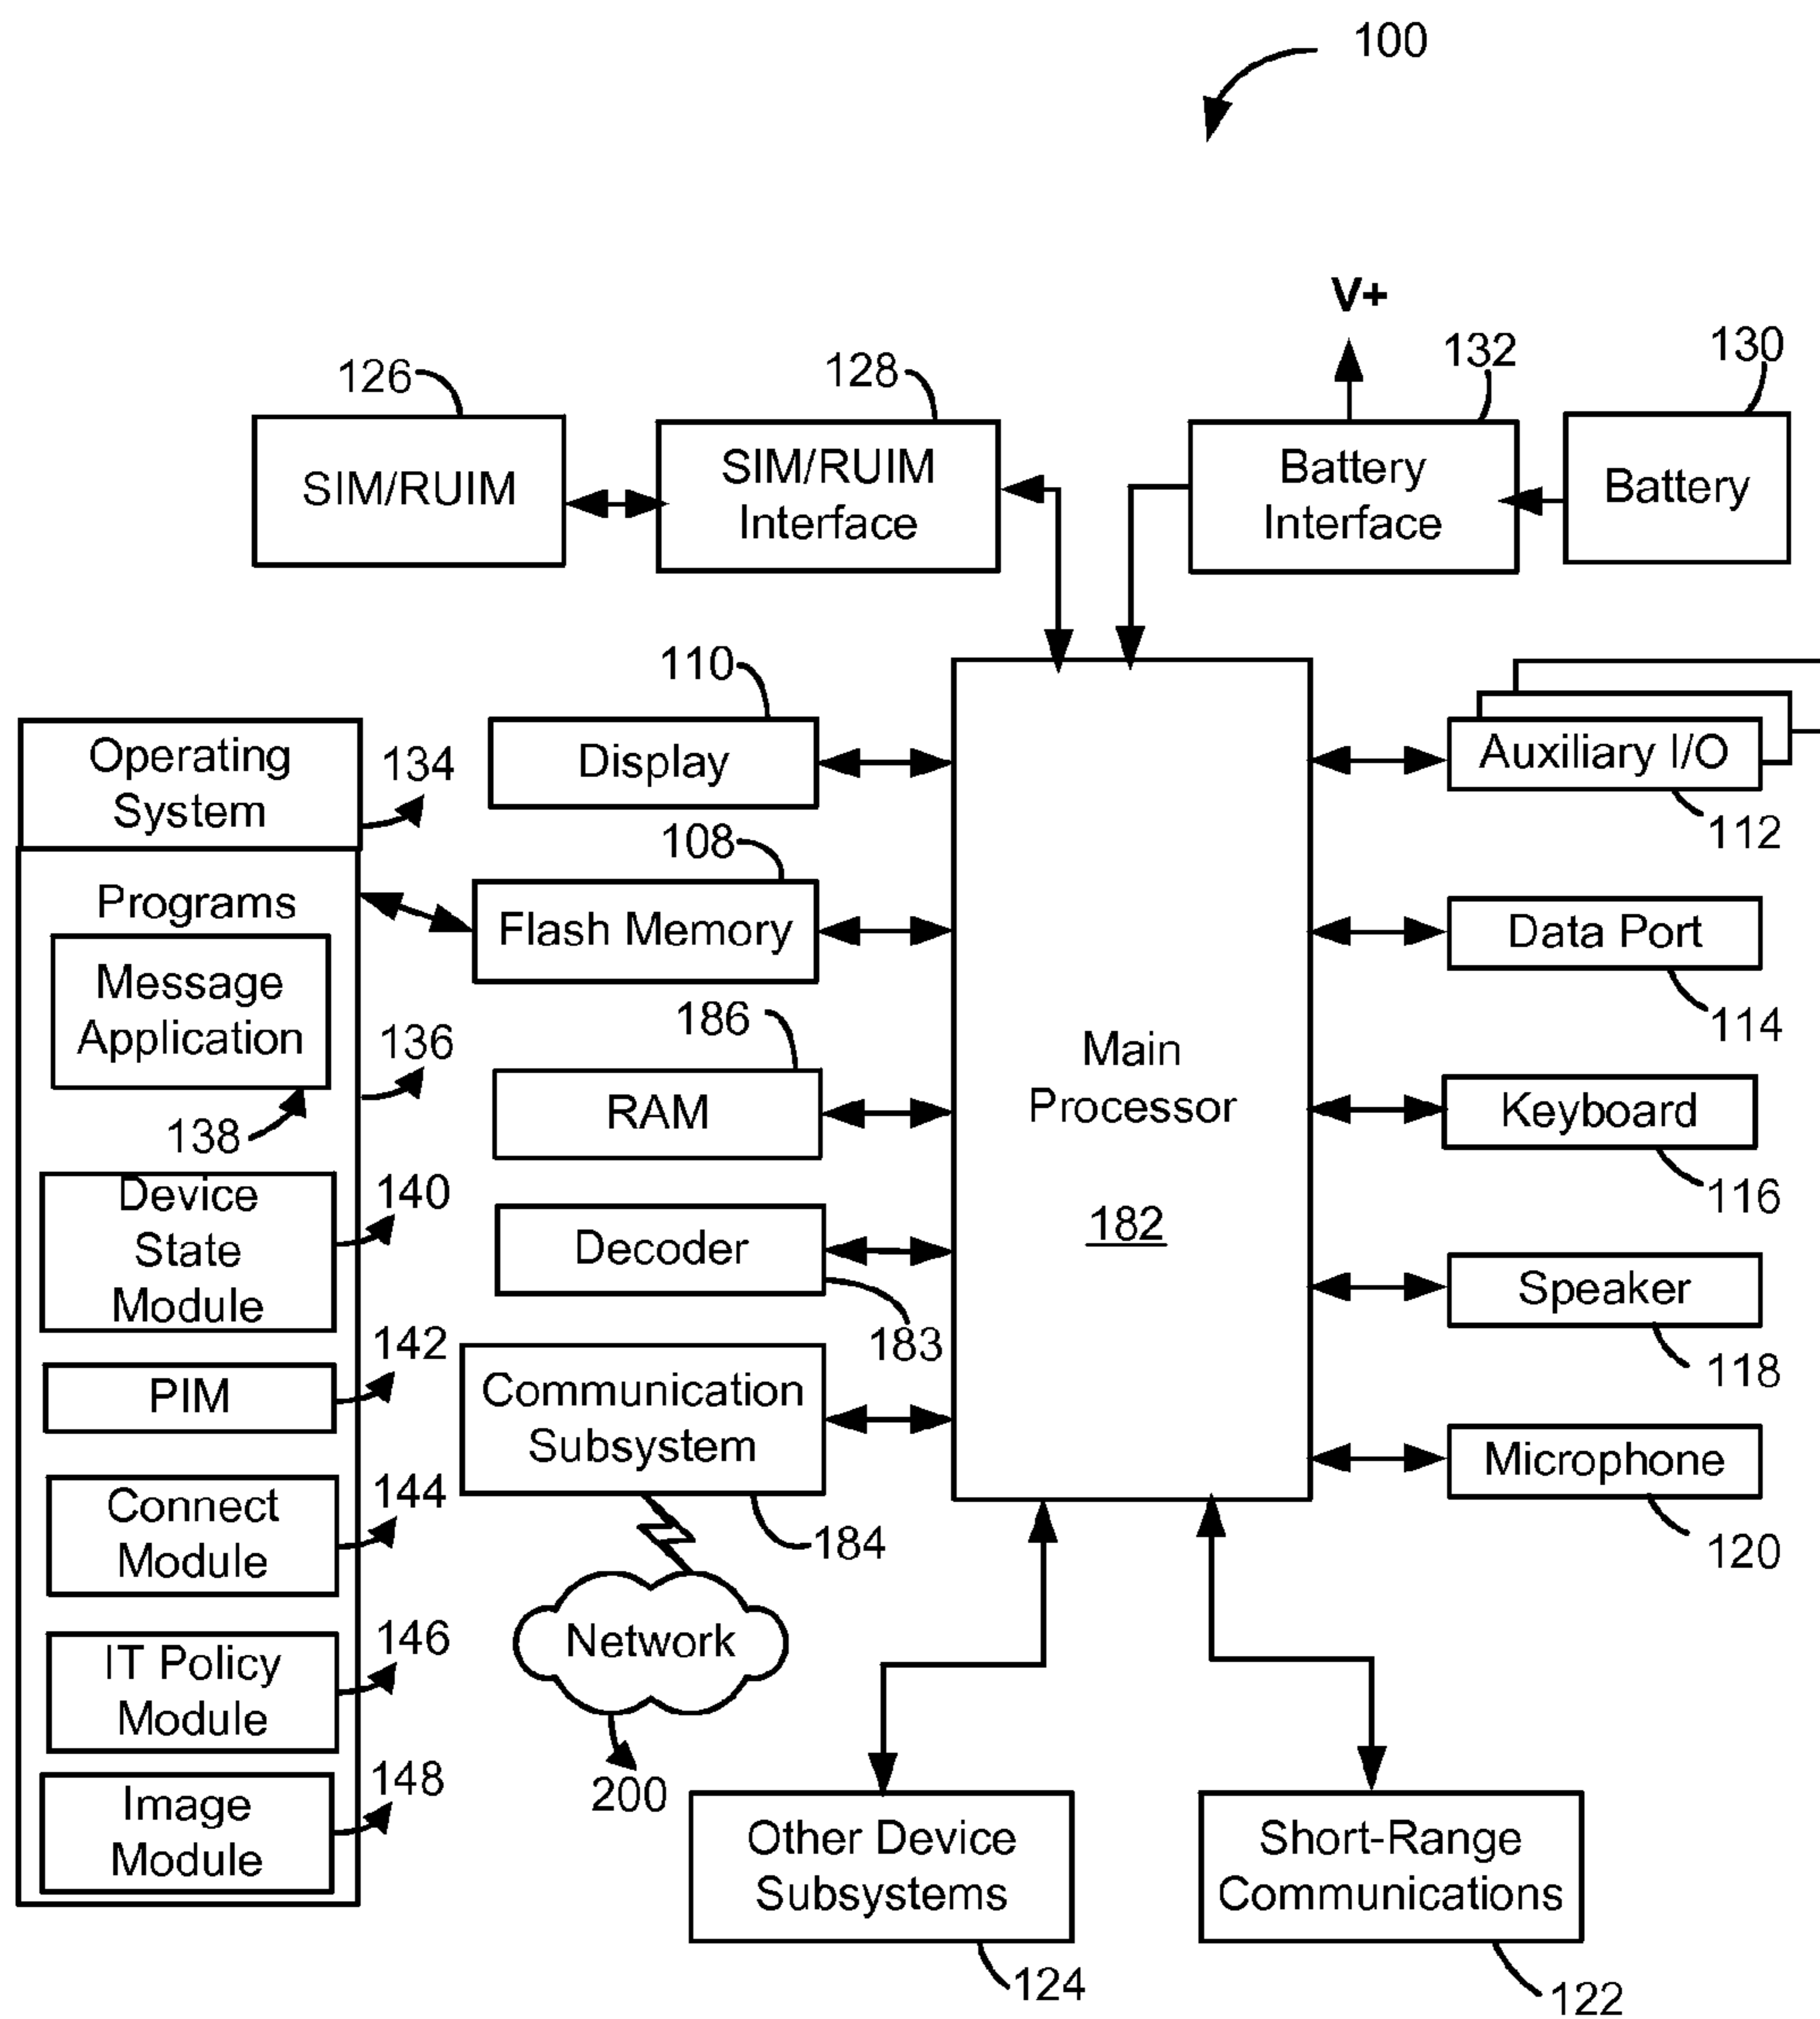 100
V+
126
128
132
130
SIM/RUIM
SIM/RUIM
Interface
Battery
Interface
Battery
110
Operating
System
134
Display
Auxiliary I/O
112
108
Programs
Flash Memory
Data Port
114
Message
Application
136
138
186
RAM
Main
Processor
182
Keyboard
116
Device
State
Module
140
Decoder
183
Speaker
118
PIM
142
Communication
Subsystem
184
Microphone
120
Connect
Module
144
Network
200
IT Policy
Module
146
Image
Module
148
Other Device
Subsystems
124
Short-Range
Communications
122